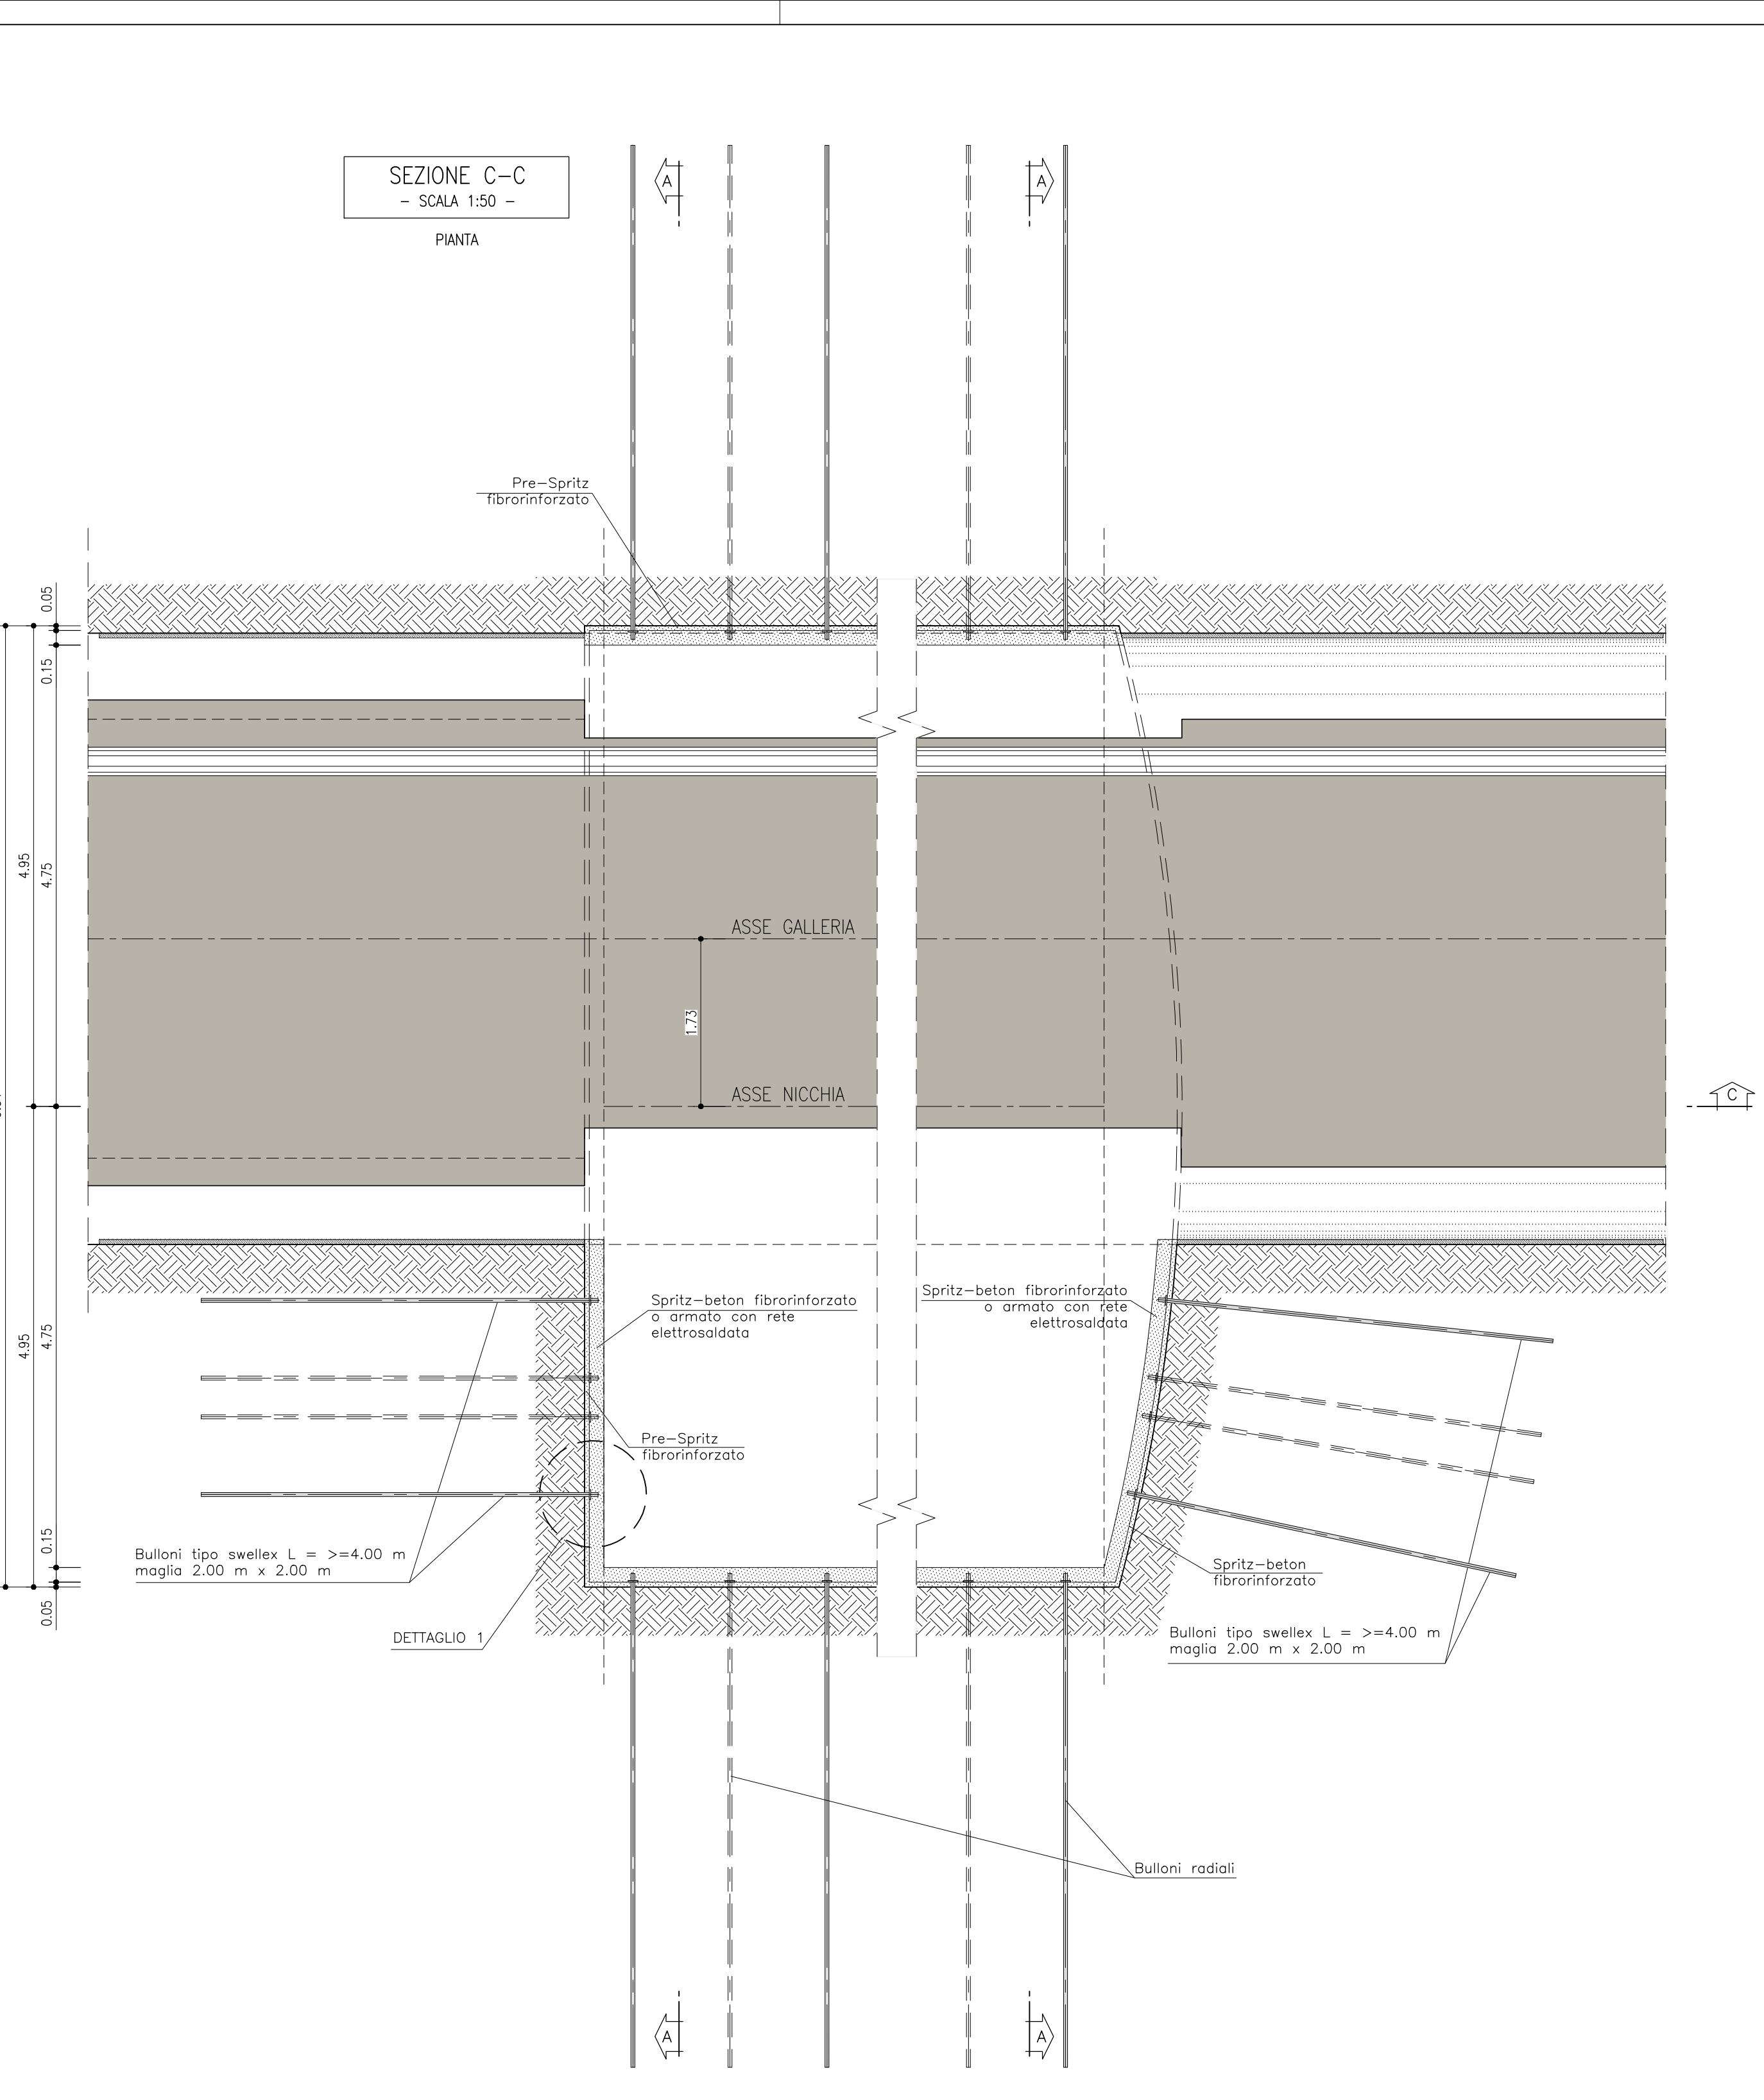 SEZIONE C-C
- SCALA 1:50 -
PIANTA
A
A
Pre-Spritz
fibrorinforzato
0.05
0.15
4.95
4.75
ASSE GALLERIA
1.73
ASSE NICCHIA
C
Spritz-beton fibrorinforzato
o armato con rete
elettrosaldata
Spritz-beton fibrorinforzato
o armato con rete
elettrosaldata
4.95
4.75
Pre-Spritz
fibrorinforzato
0.15
0.05
Bulloni tipo swellex L = >=4.00 m
maglia 2.00 m x 2.00 m
Spritz-beton
fibrorinforzato
DETTAGLIO 1
Bulloni tipo swellex L = >=4.00 m
maglia 2.00 m x 2.00 m
Bulloni radiali
A
A